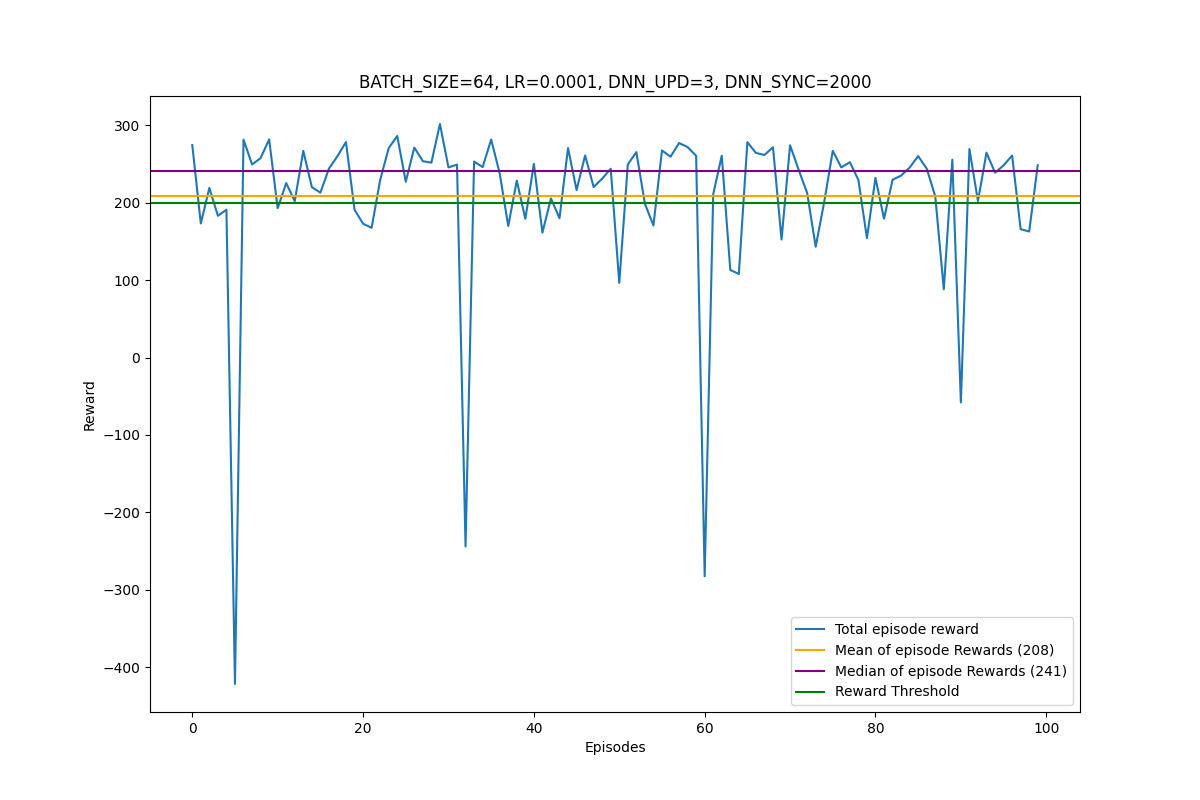 BATCH_SIZE=64, LR=0.0001, DNN_UPD=3, DNN_SYNC=2000
300
200
100
0
−100
−200
−300
−400
Reward
0
20
40
60
80
100
Episodes
Total episode reward
Mean of episode Rewards (208)
Median of episode Rewards (241)
Reward Threshold